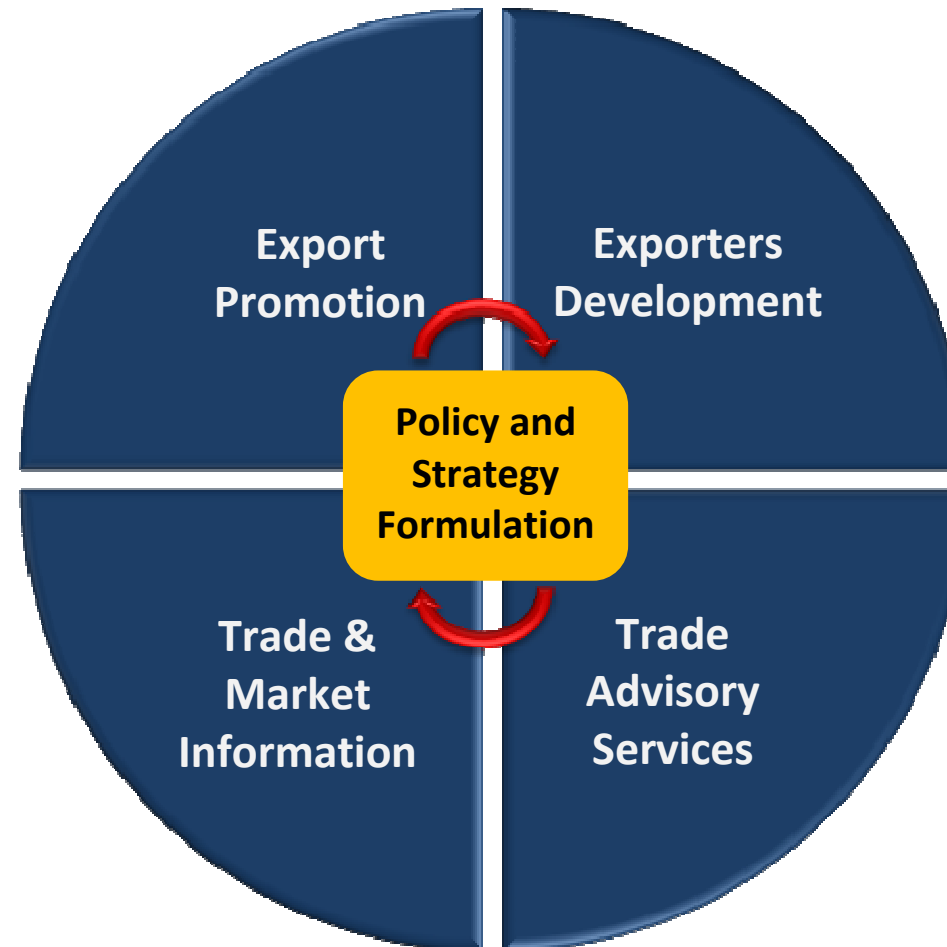 Export
Promotion
Exporters
Development
Policy and
Strategy
Formulation
Trade &
Market
Information
Trade
Advisory
Services